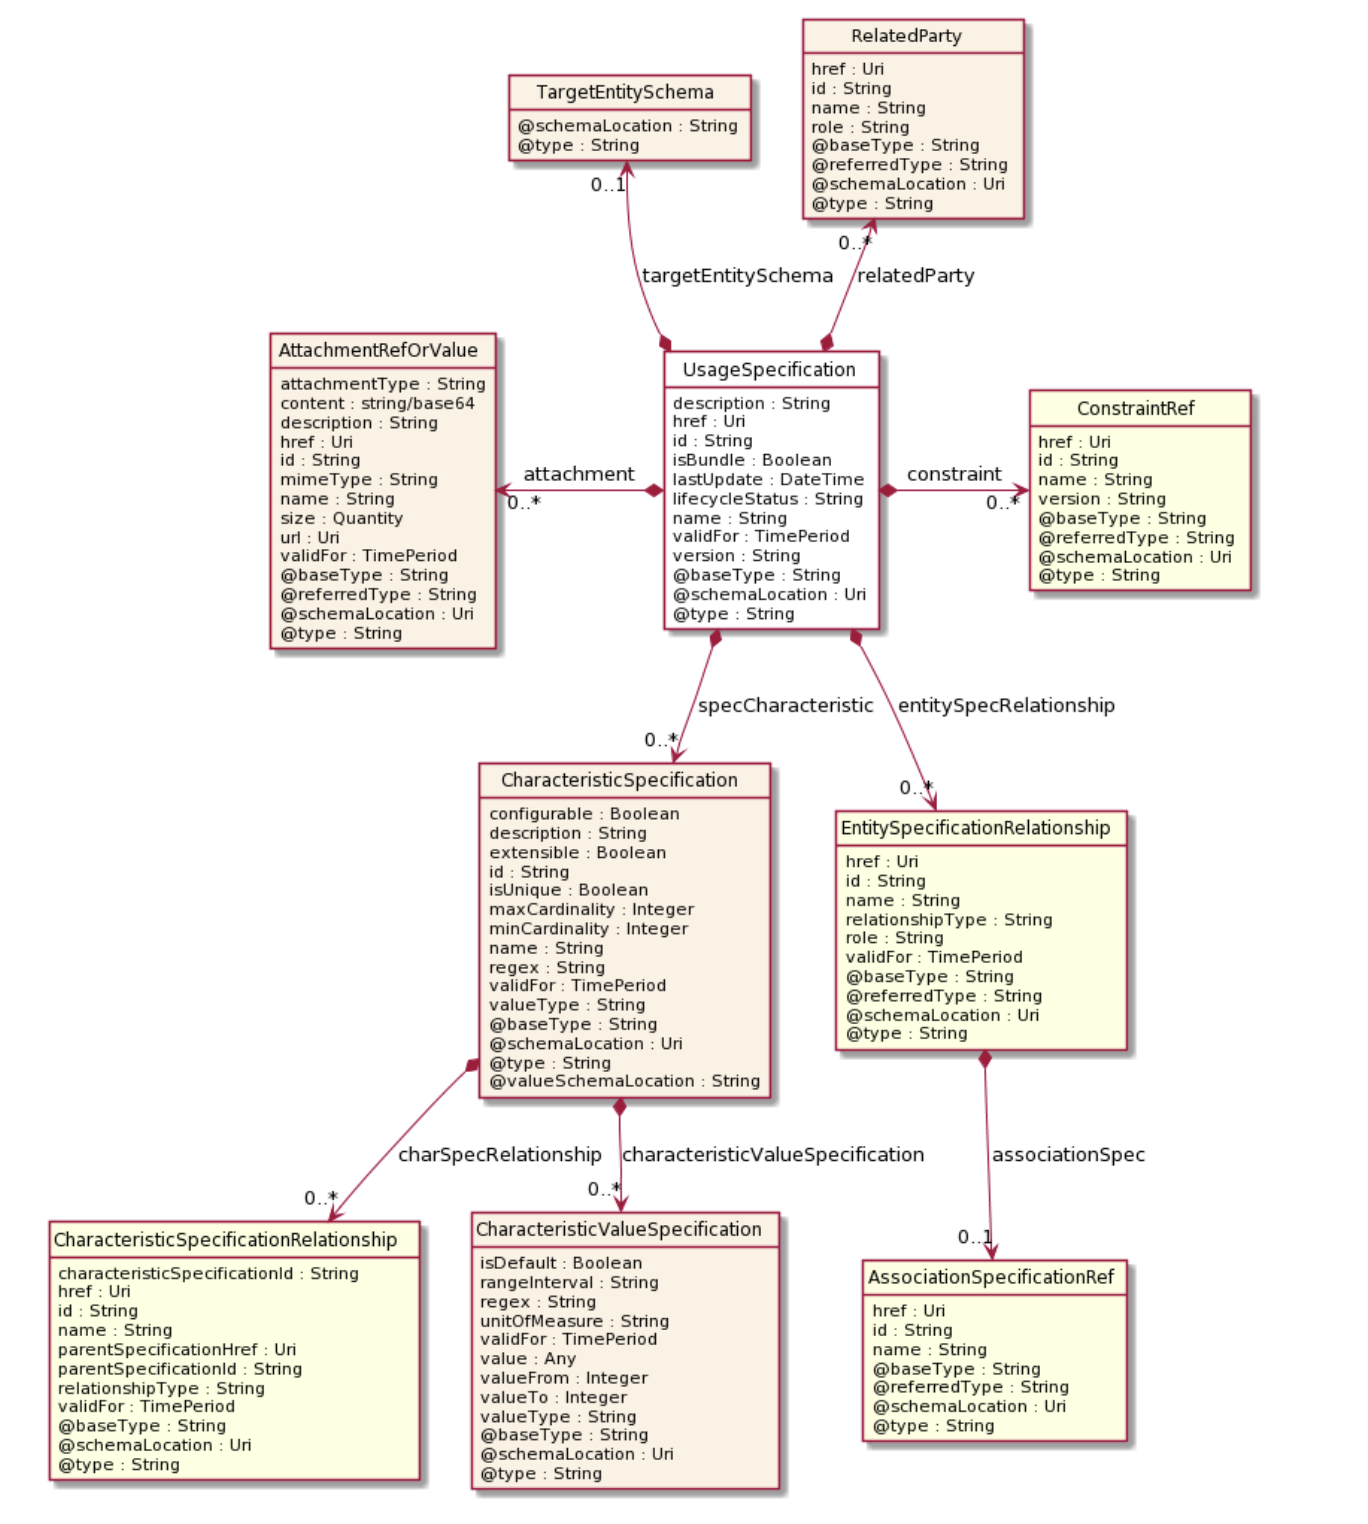 RelatedParty
href : Uri
id : String
name : String
role : String
@baseType : String
@referredType : String
@schemaLocation : Uri
@type : String
TargetEntitySchema
@schemaLocation : String
@type : String
0..1
0..*
targetEntitySchema
relatedParty
AttachmentRefOrValue
attachmentType : String
content : string/base64
description : String
href : Uri
id : String
mimeType : String
name : String
size : Quantity
url : Uri
validFor : TimePeriod
@baseType : String
@referredType : String
@schemaLocation : Uri
@type : String
attachment
0..*
UsageSpecification
description : String
href : Uri
id : String
isBundle : Boolean
lastUpdate : DateTime
lifecycleStatus : String
name : String
validFor : TimePeriod
version : String
@baseType : String
@schemaLocation : Uri
@type : String
constraint
0..*
ConstraintRef
href : Uri
id : String
name : String
version : String
@baseType : String
@referredType : String
@schemaLocation : Uri
@type : String
specCharacteristic
entitySpecRelationship
0..*
0..*
CharacteristicSpecification
configurable : Boolean
description : String
extensible : Boolean
id : String
isUnique : Boolean
maxCardinality : Integer
minCardinality : Integer
name : String
regex : String
validFor : TimePeriod
valueType : String
@baseType : String
@schemaLocation : Uri
@type : String
@valueSchemaLocation : String
EntitySpecificationRelationship
href : Uri
id : String
name : String
relationshipType : String
role : String
validFor : TimePeriod
@baseType : String
@referredType : String
@schemaLocation : Uri
@type : String
charSpecRelationship
characteristicValueSpecification
associationSpec
0..*
0..*
0..1
CharacteristicSpecificationRelationship
characteristicSpecificationId : String
href : Uri
id : String
name : String
parentSpecificationHref : Uri
parentSpecificationId : String
relationshipType : String
validFor : TimePeriod
@baseType : String
@schemaLocation : Uri
@type : String
CharacteristicValueSpecification
isDefault : Boolean
rangeInterval : String
regex : String
unitOfMeasure : String
validFor : TimePeriod
value : Any
valueFrom : Integer
valueTo : Integer
valueType : String
@baseType : String
@schemaLocation : Uri
@type : String
AssociationSpecificationRef
href : Uri
id : String
name : String
@baseType : String
@referredType : String
@schemaLocation : Uri
@type : String